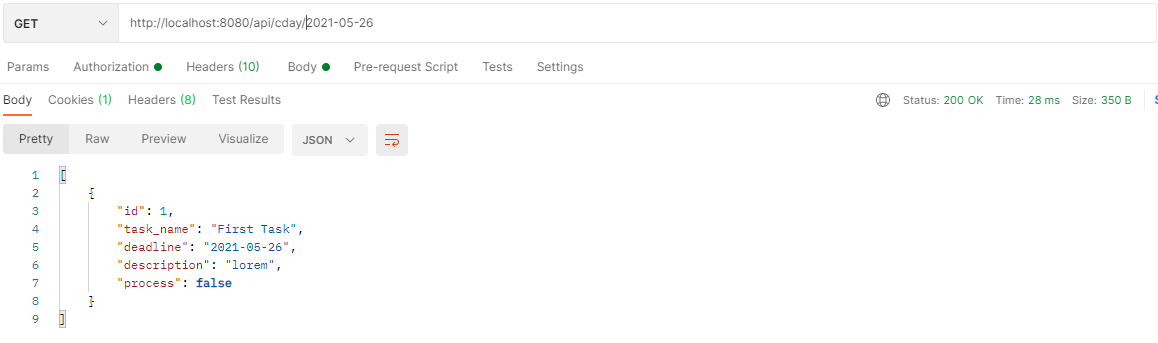 GET http://localhost:8080/api/cday/2021-05-26
Params Authorization Headers (10) Body Pre-request Script Tests Settings
Body Cookies (1) Headers (8) Test Results Status: 200 OK Time: 28 ms Size: 350 B
Pretty Raw Preview Visualize JSON
1 [
2 {
3 "id": 1,
4 "task_name": "First Task",
5 "deadline": "2021-05-26",
6 "description": "lorem",
7 "process": false
8 }
9 ]